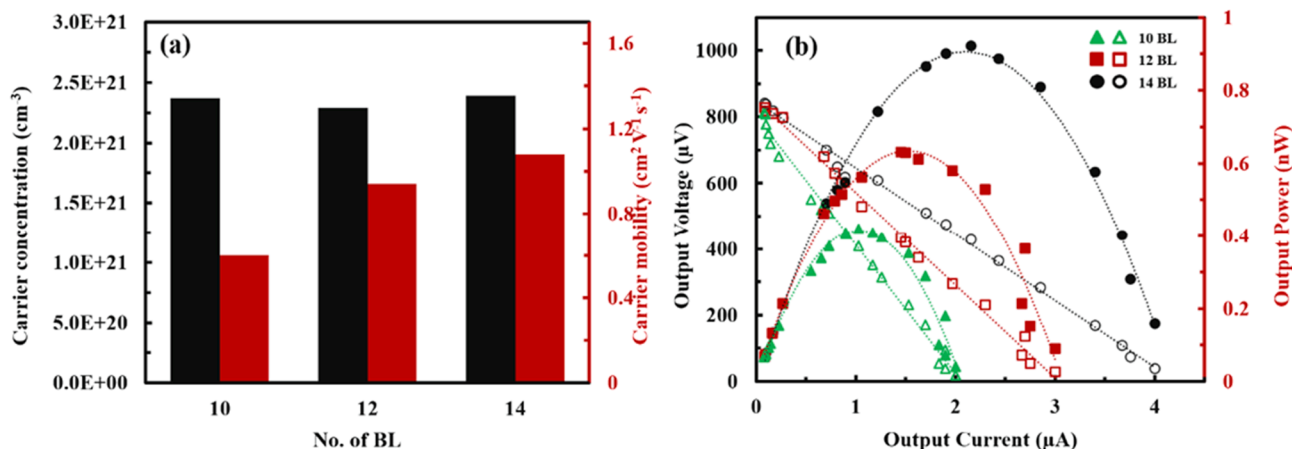 (a)
Carrier concentration (cm⁻³)
3.0E+21
2.5E+21
2.0E+21
1.5E+21
1.0E+21
5.0E+20
0.0E+00
10
12
14
No. of BL
1.6
1.2
0.8
0.4
0
Carrier mobility (cm² V⁻¹ s⁻¹)
(b)
Output Voltage (µV)
1000
800
600
400
200
0
0
1
2
3
4
Output Current (µA)
10 BL
12 BL
14 BL
1
0.8
0.6
0.4
0.2
0
Output Power (nW)